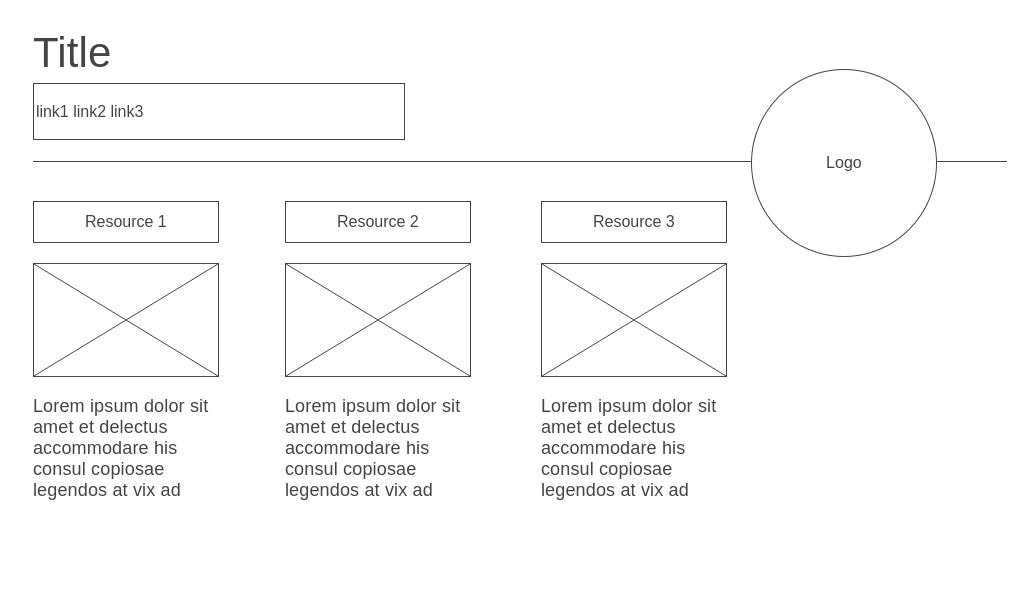 Title
link1 link2 link3
Logo
Resource 1
Resource 2
Resource 3
Lorem ipsum dolor sit
amet et delectus
accommodare his
consul copiosae
legendos at vix ad
Lorem ipsum dolor sit
amet et delectus
accommodare his
consul copiosae
legendos at vix ad
Lorem ipsum dolor sit
amet et delectus
accommodare his
consul copiosae
legendos at vix ad